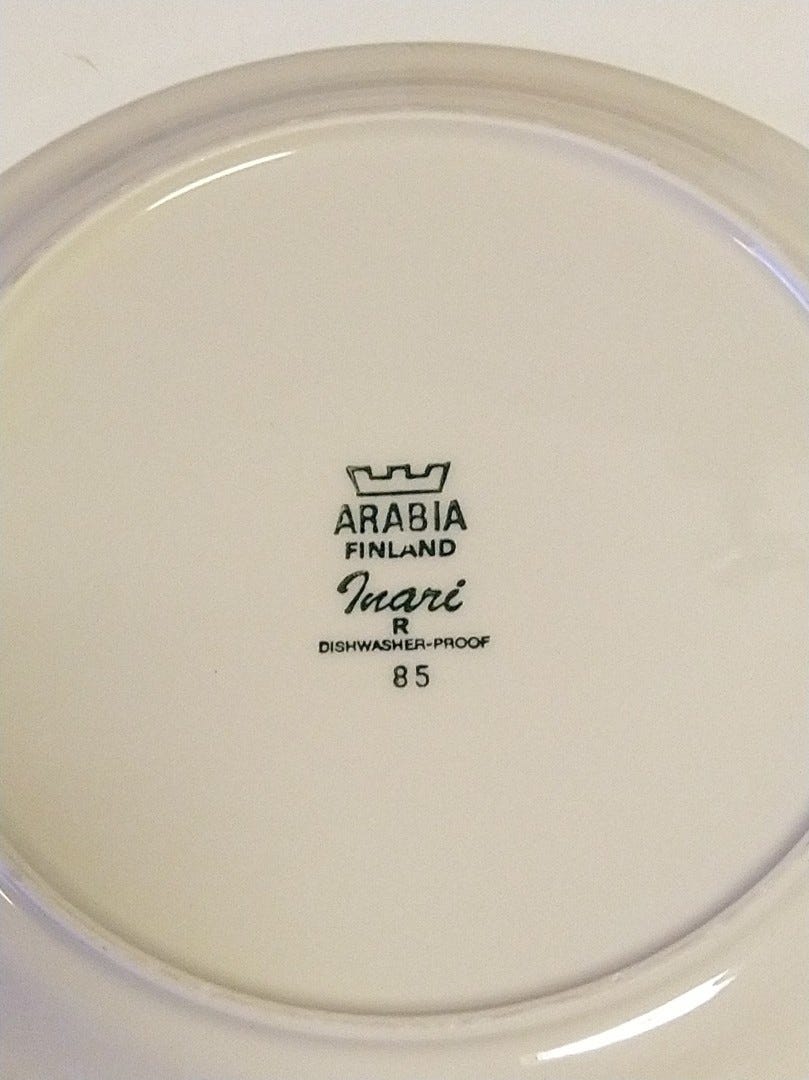 ARABIA
FINLAND
Inari
R
DISHWASHER-PROOF
85